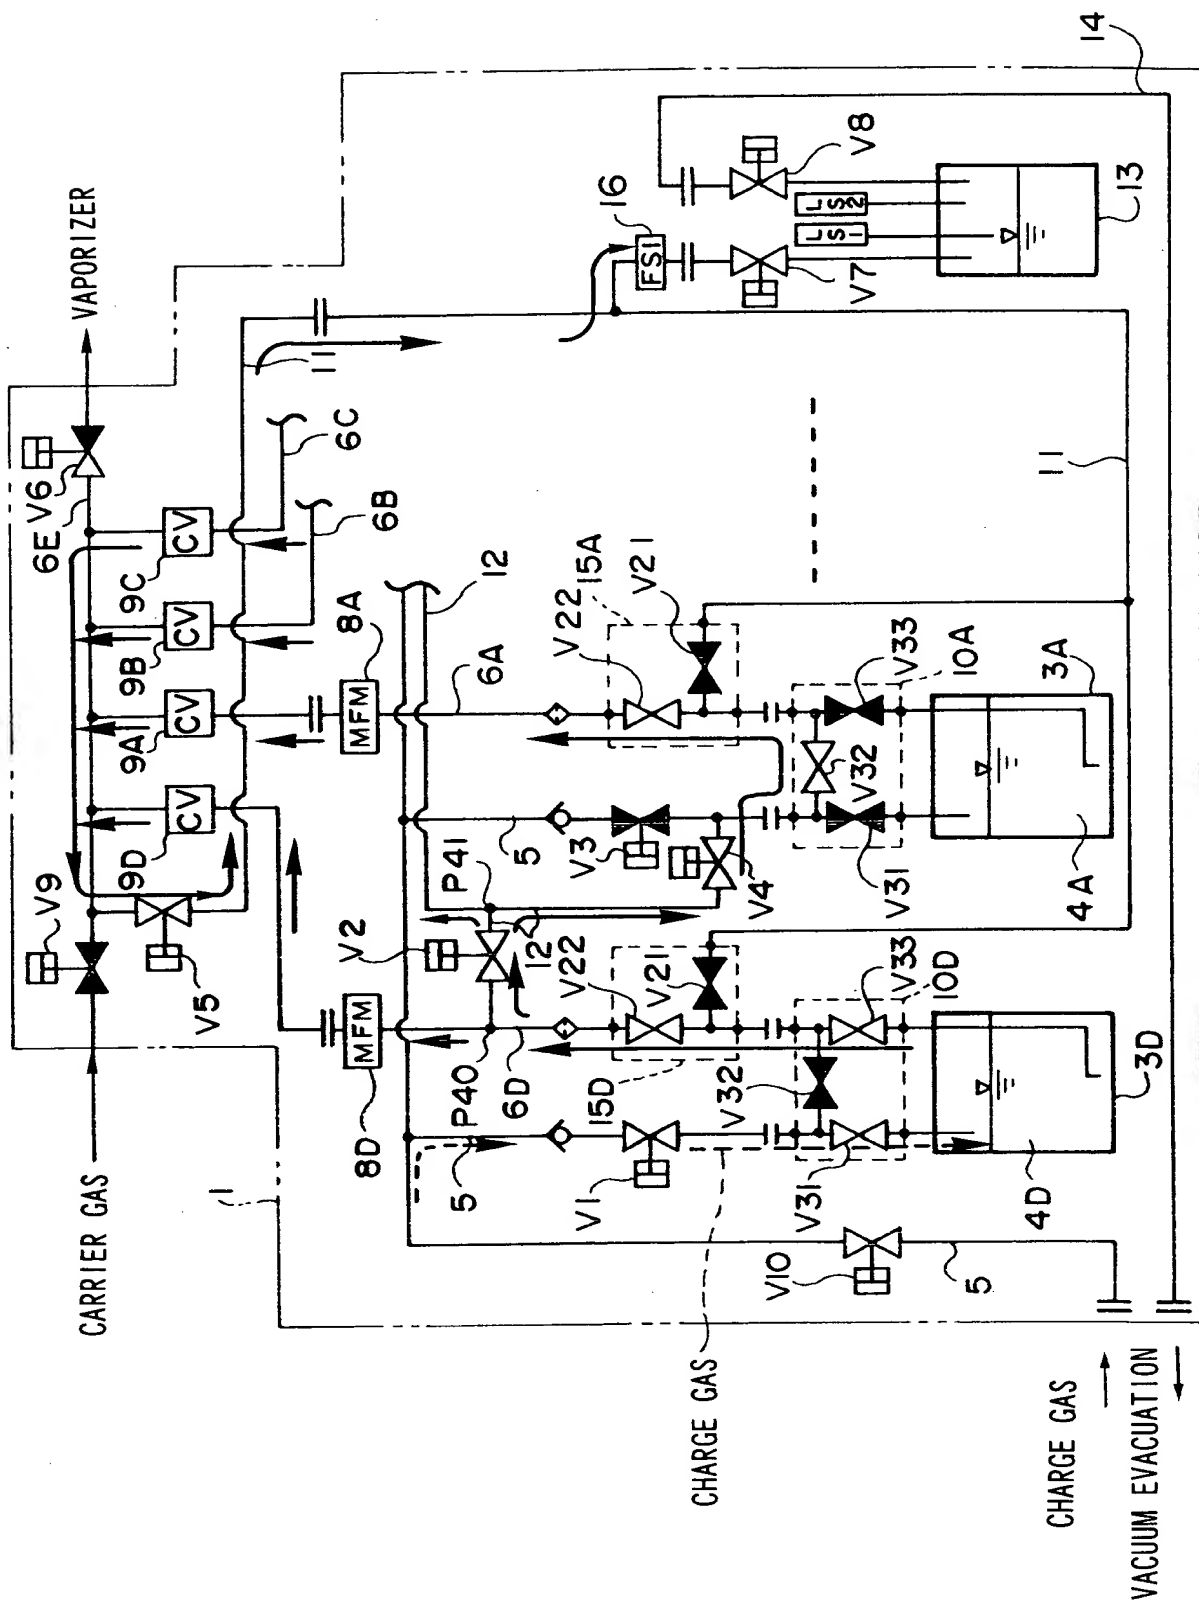 CARRIER GAS
VAPORIZER
V9
V6
6E
9D
9A
9B
9C
CV
CV
CV
CV
V5
1
6C
6B
11
8D
MFM
8A
MFM
P40
V2
P41
12
12
5
6D
6A
5
V3
V4
V22
V21
15D
V22
15A
V21
V1
V32
V31
V33
10D
V31
V32
V33
10A
4D
3D
4A
3A
V10
5
11
16
FS1
V7
V8
LS1
LS2
13
14
CHARGE GAS
CHARGE GAS
VACUUM EVACUATION